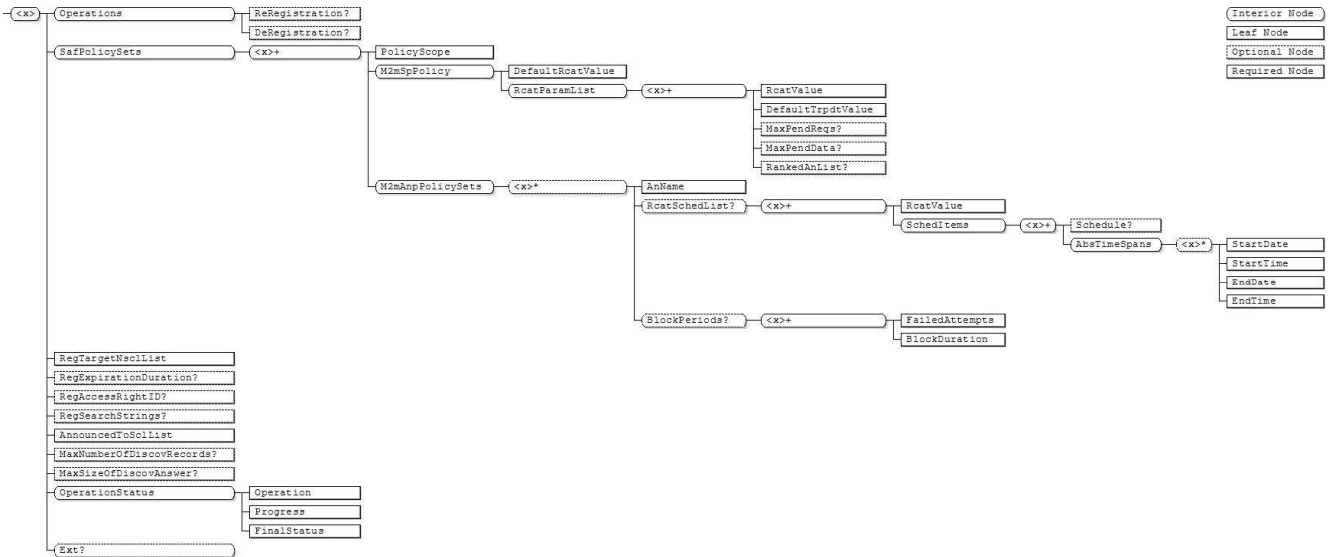 <x> Operations ReRegistration? Interior Node
DeRegistration? Leaf Node
SafPolicySets <x>+ PolicyScope Optional Node
M2mSpPolicy DefaultRcatValue Required Node
RcatParamList <x>+ RcatValue
DefaultTrpdtValue
MaxPendReqs?
MaxPendData?
RankedAnList?
M2mAnpPolicySets <x>* AnName
RcatSchedList? <x>+ RcatValue
SchedItems <x>+ Schedule?
AbsTimeSpans <x>* StartDate
StartTime
EndDate
EndTime
BlockPeriods? <x>+ FailedAttempts
BlockDuration
RegTargetNsclList
RegExpirationDuration?
RegAccessRightID?
RegSearchStrings?
AnnouncedToSclList
MaxNumberOfDiscovRecords?
MaxSizeOfDiscovAnswer?
OperationStatus Operation
Progress
FinalStatus
Ext?